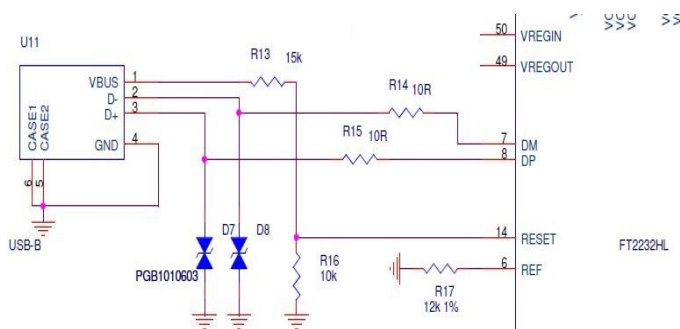 50 VREGIN
U11
49 VREGOUT
R13 15k
VBUS 1
D- 2
D+ 3
GND 4
CASE1
CASE2
6
5
R14 10R
R15 10R
7 DM
8 DP
USB-B
D7 D8
PGB1010603
R16
10k
14 RESET
6 REF
R17
12k 1%
FT2232HL